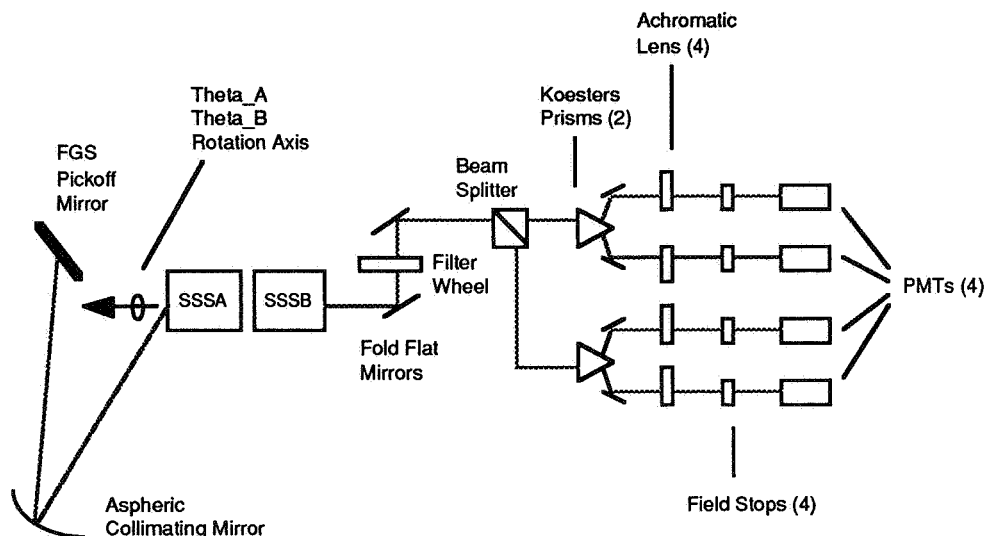 Achromatic
Lens (4)
Theta_A
Theta_B
Rotation Axis
Koesters
Prisms (2)
FGS
Pickoff
Mirror
Beam
Splitter
Filter
Wheel
SSSA
SSSB
PMTs (4)
Fold Flat
Mirrors
Aspheric
Collimating Mirror
Field Stops (4)